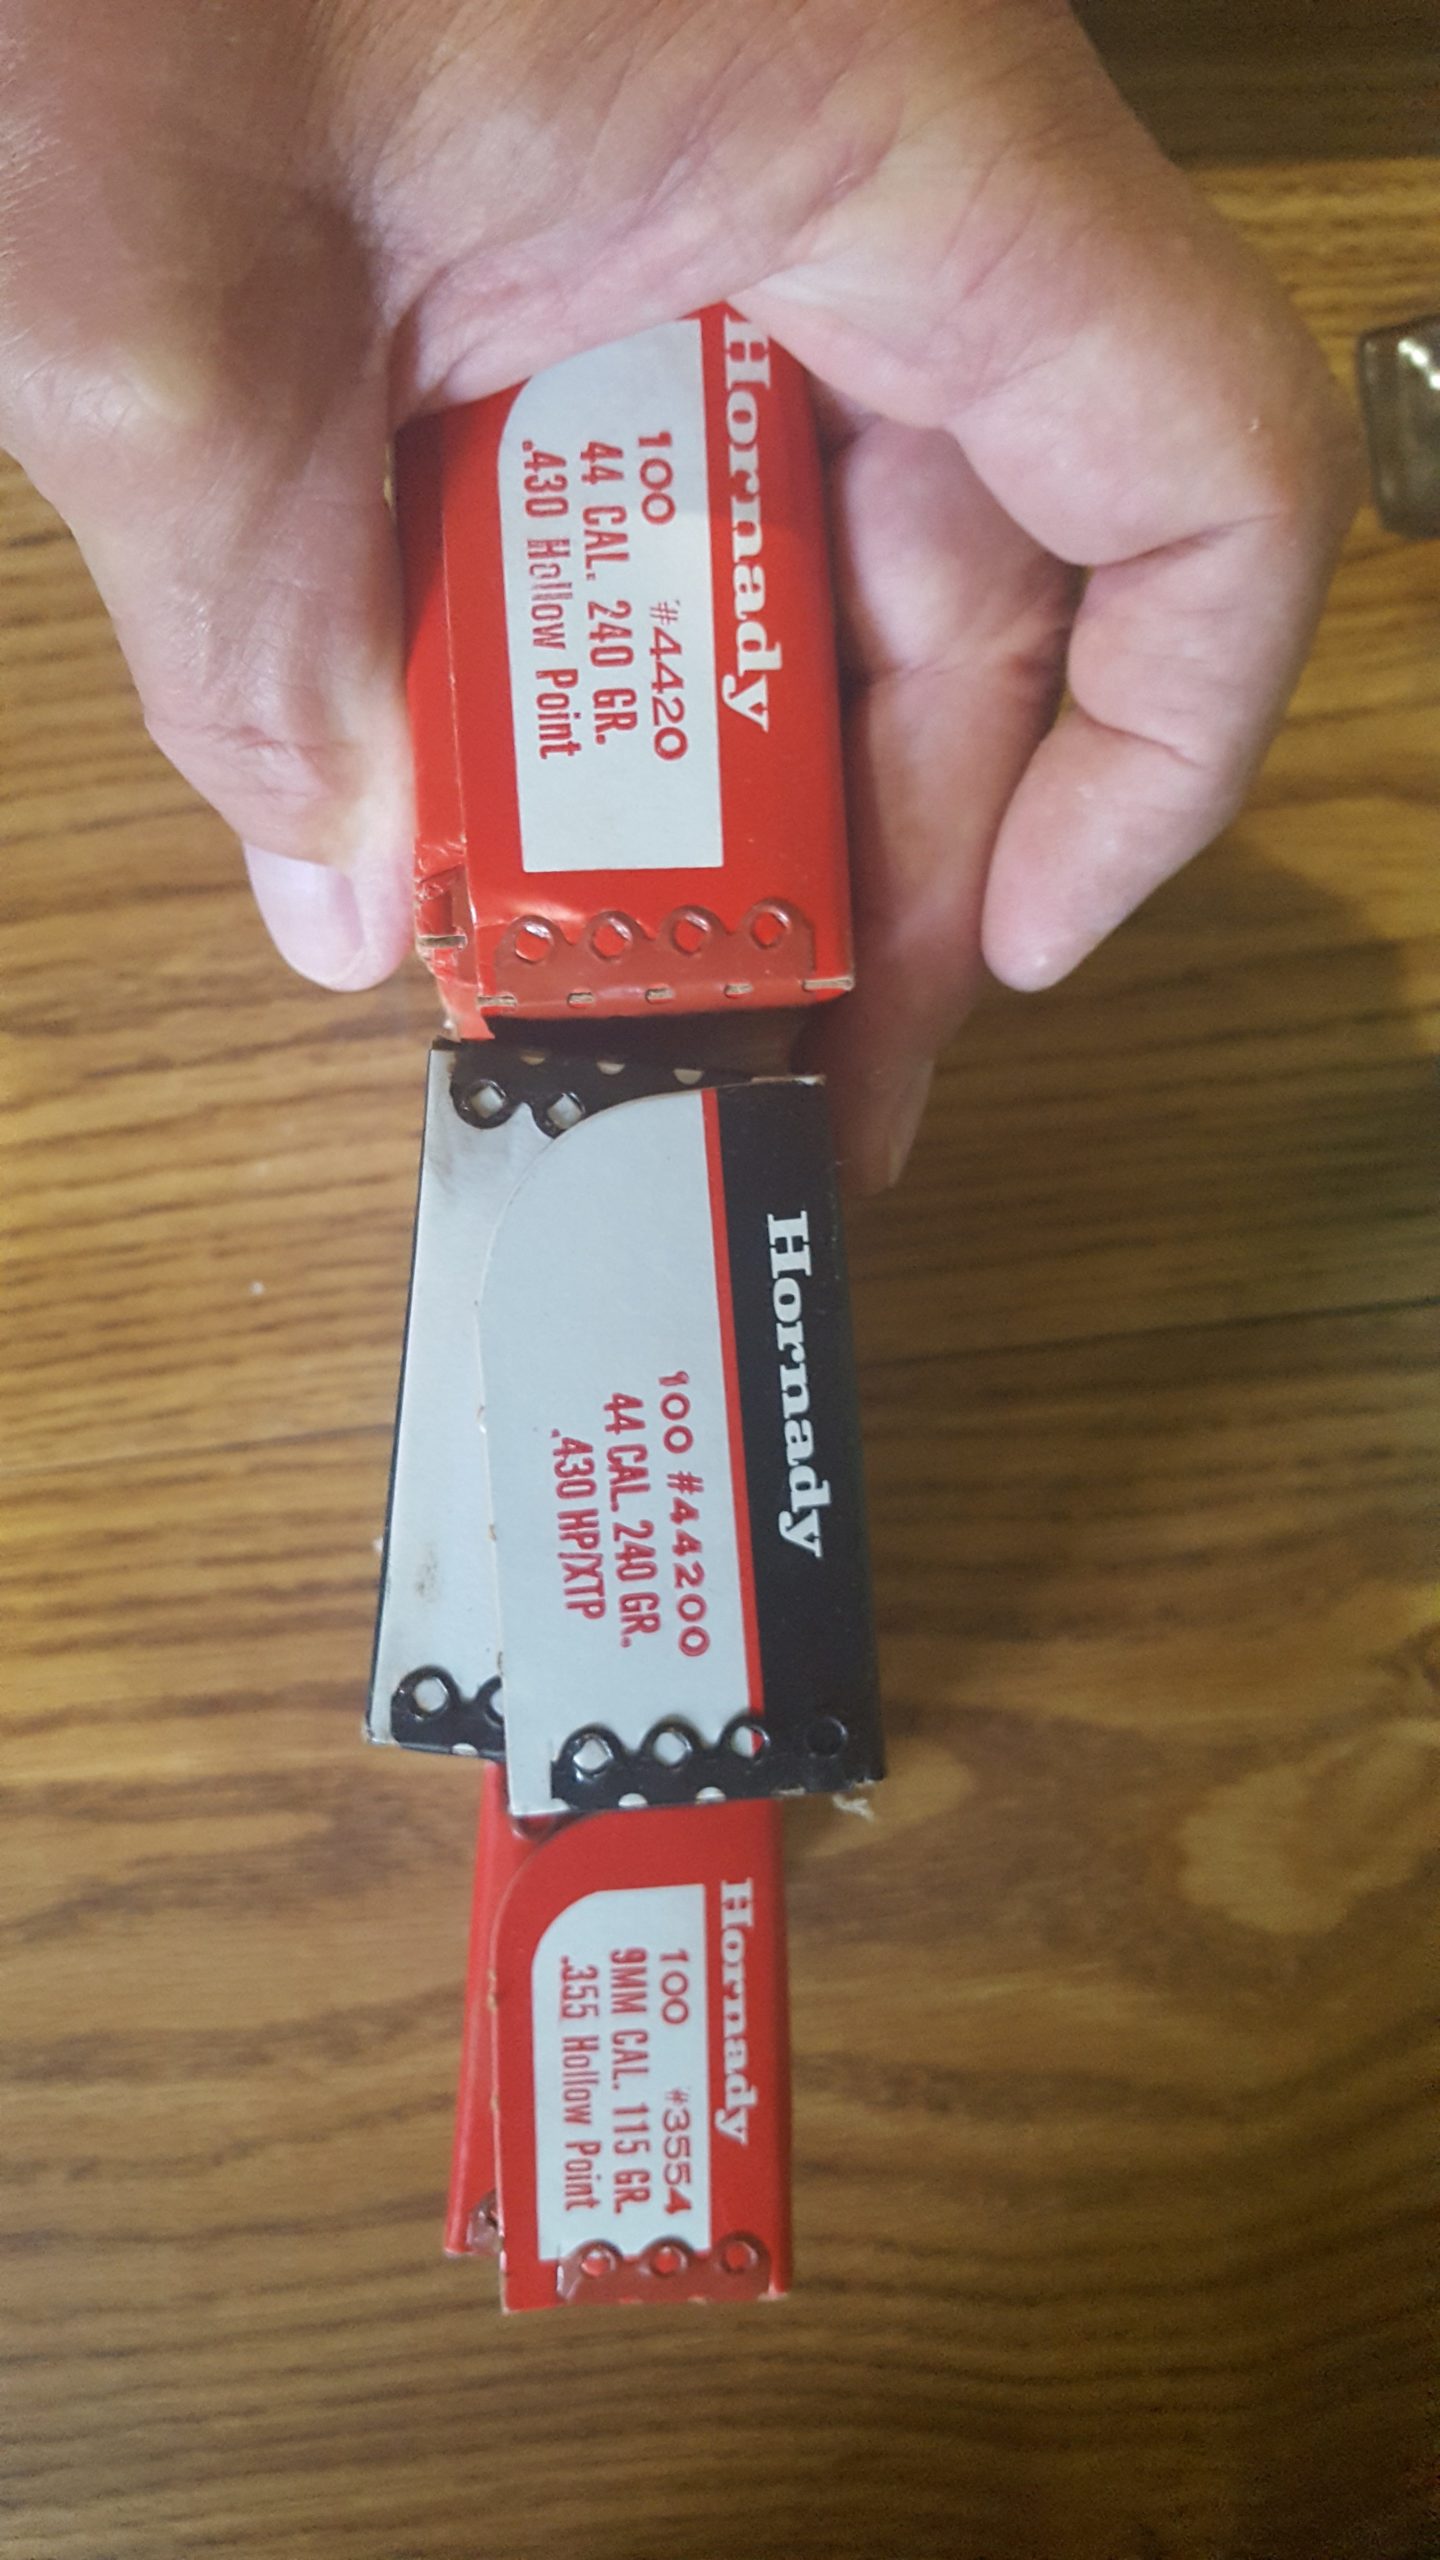 Hornady
100 #4420
44 CAL. 240 GR.
.430 Hollow Point
Hornady
100 #44200
44 CAL. 240 GR.
.430 HP/XTP
Hornady
100 #3554
9MM CAL. 115 GR.
.355 Hollow Point